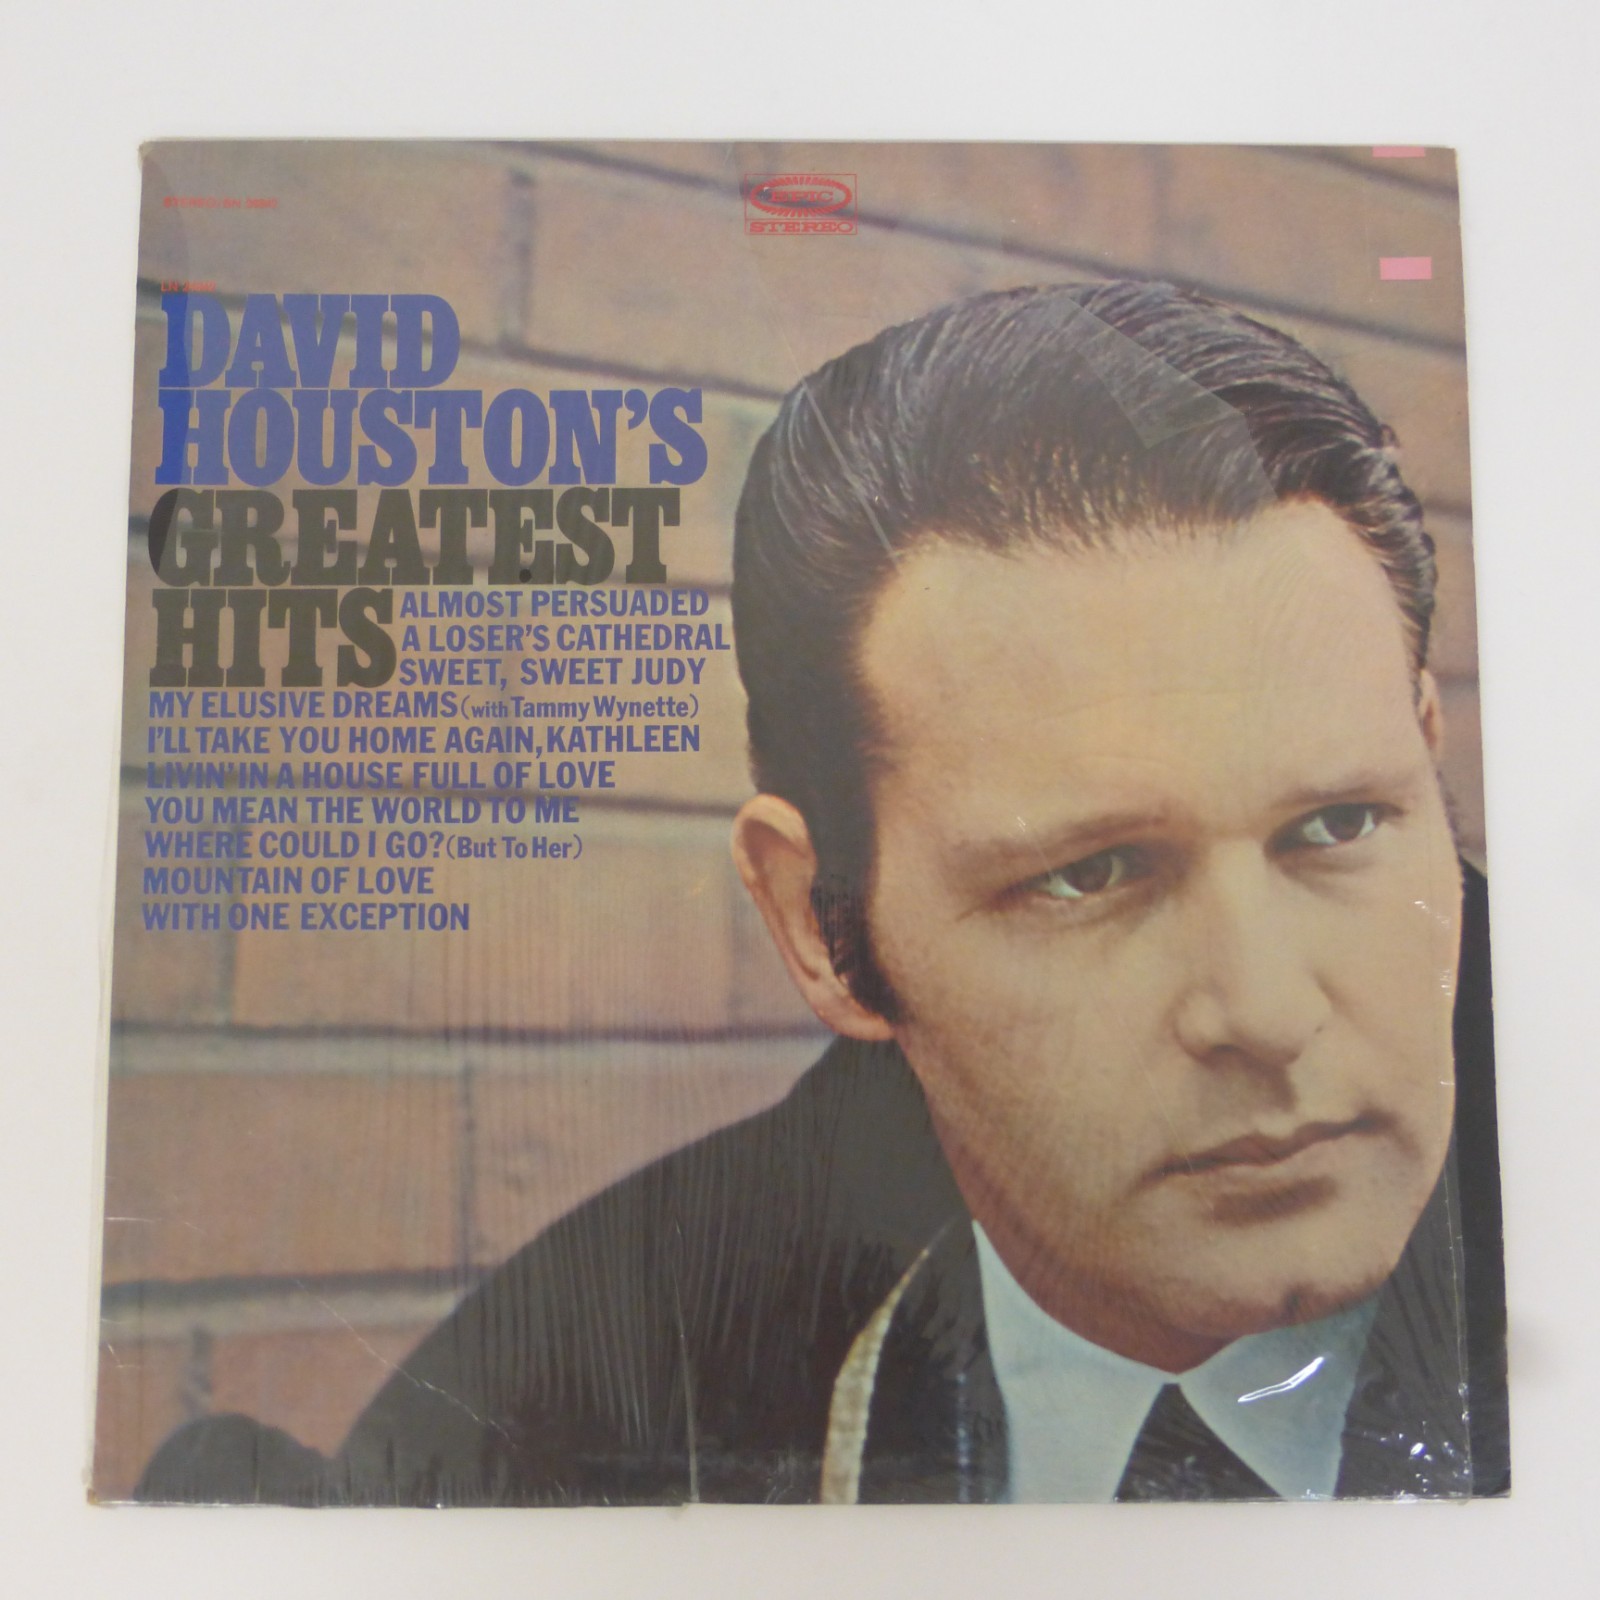 EPIC
STEREO
DAVID
HOUSTON'S
GREATEST
HITS
ALMOST PERSUADED
A LOSER'S CATHEDRAL
SWEET, SWEET JUDY
MY ELUSIVE DREAMS (with Tammy Wynette)
I'LL TAKE YOU HOME AGAIN, KATHLEEN
LIVIN' IN A HOUSE FULL OF LOVE
YOU MEAN THE WORLD TO ME
WHERE COULD I GO? (But To Her)
MOUNTAIN OF LOVE
WITH ONE EXCEPTION